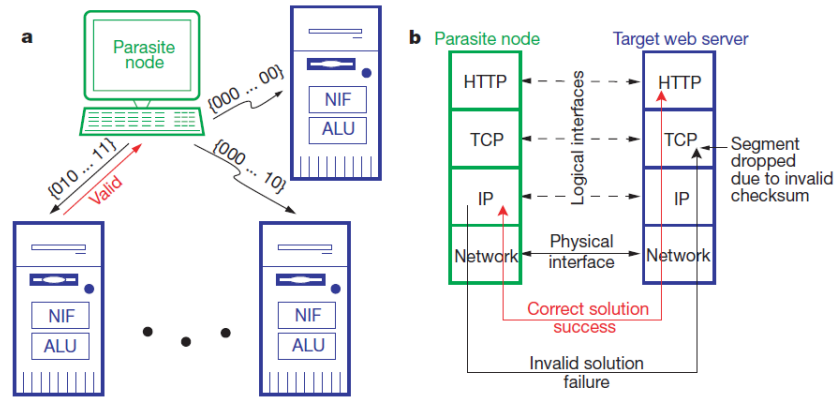 a
Parasite
node
{000 ... 00}
NIF
ALU
{010 ... 11}
Valid
{000 ... 10}
NIF
ALU
NIF
ALU
b
Parasite node
Target web server
HTTP
HTTP
TCP
TCP
IP
IP
Network
Network
Logical interfaces
Physical
interface
Segment
dropped
due to invalid
checksum
Correct solution
success
Invalid solution
failure